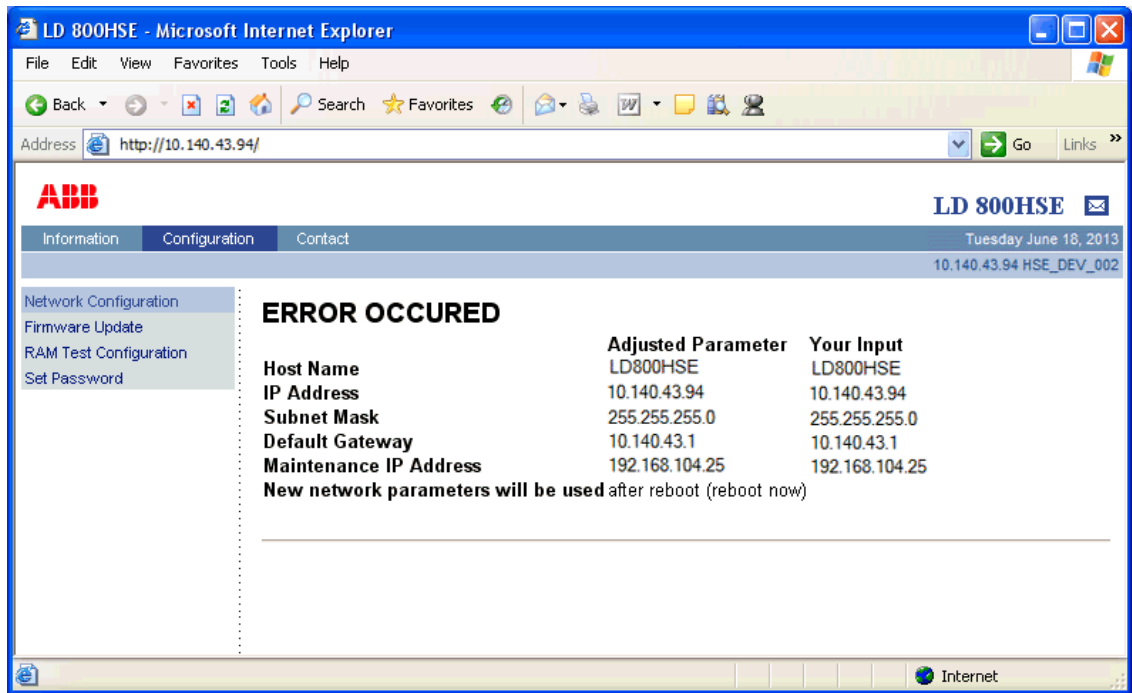 LD 800HSE - Microsoft Internet Explorer
File Edit View Favorites Tools Help
Back Search Favorites
Address http://10.140.43.94/ Go Links »
ABB
LD 800HSE
Information Configuration Contact Tuesday June 18, 2013
10.140.43.94 HSE_DEV_002
Network Configuration
Firmware Update
RAM Test Configuration
Set Password
ERROR OCCURED
Adjusted Parameter Your Input
Host Name LD800HSE LD800HSE
IP Address 10.140.43.94 10.140.43.94
Subnet Mask 255.255.255.0 255.255.255.0
Default Gateway 10.140.43.1 10.140.43.1
Maintenance IP Address 192.168.104.25 192.168.104.25
New network parameters will be used after reboot (reboot now)
Internet